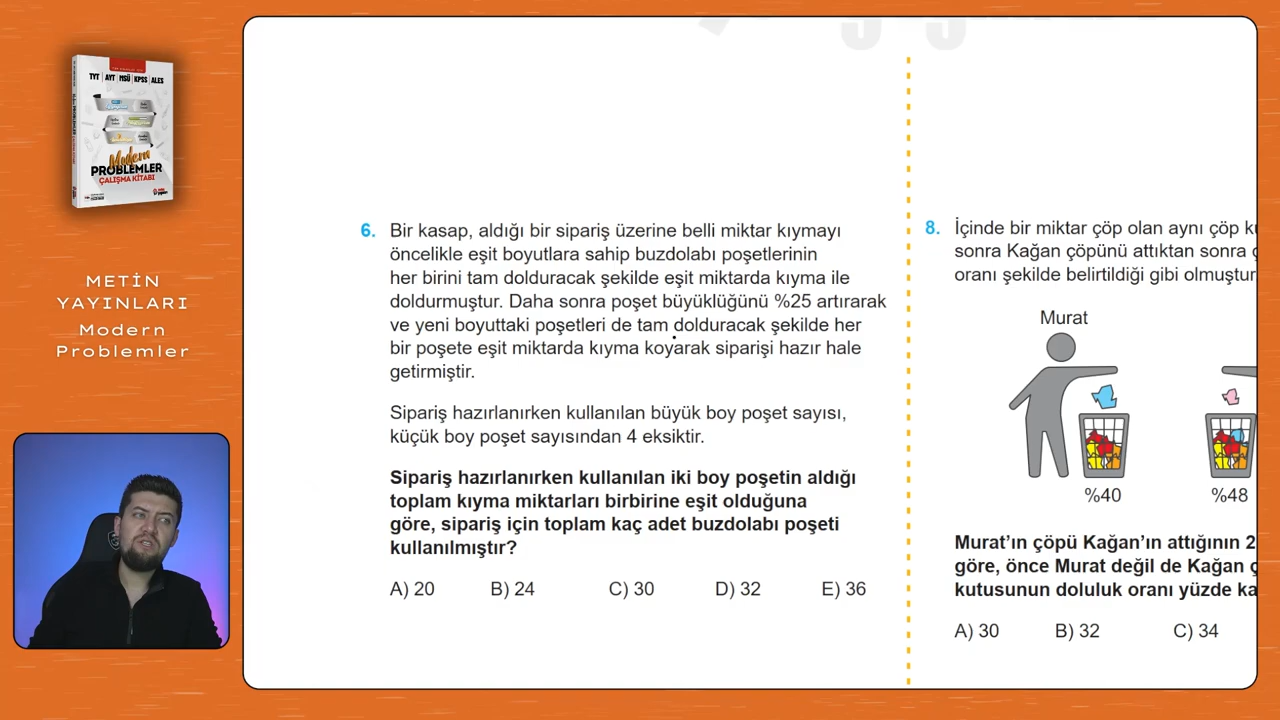 TYT AYT MSÜ KPSS ALES
Modern
PROBLEMLER
ÇALIŞMA KİTABI
METİN
YAYINLARI
Modern
Problemler
6. Bir kasap, aldığı bir sipariş üzerine belli miktar kıymayı
öncelikle eşit boyutlara sahip buzdolabı poşetlerinin
her birini tam dolduracak şekilde eşit miktarda kıyma ile
doldurmuştur. Daha sonra poşet büyüklüğünü %25 artırarak
ve yeni boyuttaki poşetleri de tam dolduracak şekilde her
bir poşete eşit miktarda kıyma koyarak siparişi hazır hale
getirmiştir.
Sipariş hazırlanırken kullanılan büyük boy poşet sayısı,
küçük boy poşet sayısından 4 eksiktir.
Sipariş hazırlanırken kullanılan iki boy poşetin aldığı
toplam kıyma miktarları birbirine eşit olduğuna
göre, sipariş için toplam kaç adet buzdolabı poşeti
kullanılmıştır?
A) 20 B) 24 C) 30 D) 32 E) 36
8. İçinde bir miktar çöp olan aynı çöp
sonra Kağan çöpünü attıktan sonra
oranı şekilde belirtildiği gibi olmuştur
Murat
%40 %48
Murat'ın çöpü Kağan'ın attığının 2
göre, önce Murat değil de Kağan
kutusunun doluluk oranı yüzde ka
A) 30 B) 32 C) 34